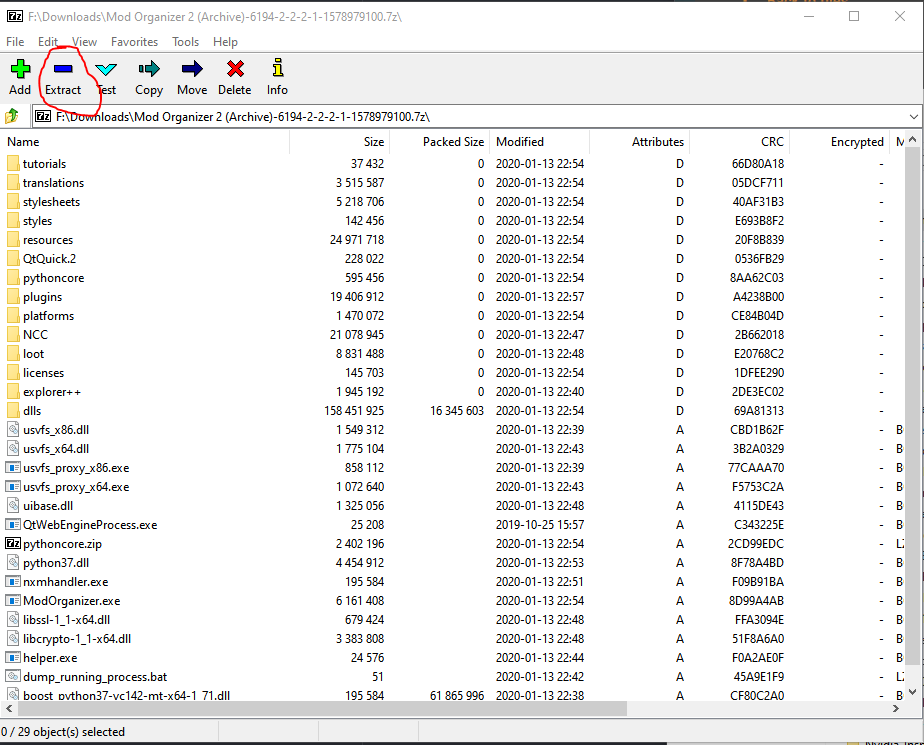 7z F:\Downloads\Mod Organizer 2 (Archive)-6194-2-2-2-1-1578979100.7z\
File Edit View Favorites Tools Help
Add Extract Test Copy Move Delete Info
7z F:\Downloads\Mod Organizer 2 (Archive)-6194-2-2-2-1-1578979100.7z\
Name Size Packed Size Modified Attributes CRC Encrypted M
tutorials 37 432 0 2020-01-13 22:54 D 66D80A18 -
translations 3 515 587 0 2020-01-13 22:54 D 05DCF711 -
stylesheets 5 218 706 0 2020-01-13 22:54 D 40AF31B3 -
styles 142 456 0 2020-01-13 22:54 D E693B8F2 -
resources 24 971 718 0 2020-01-13 22:54 D 20F8B839 -
QtQuick.2 228 022 0 2020-01-13 22:54 D 0536FB29 -
pythoncore 595 456 0 2020-01-13 22:54 D 8AA62C03 -
plugins 19 406 912 0 2020-01-13 22:57 D A4238B00 -
platforms 1 470 072 0 2020-01-13 22:54 D CE84B04D -
NCC 21 078 945 0 2020-01-13 22:47 D 2B662018 -
loot 8 831 488 0 2020-01-13 22:48 D E20768C2 -
licenses 145 703 0 2020-01-13 22:54 D 1DFEE290 -
explorer++ 1 945 192 0 2020-01-13 22:40 D 2DE3EC02 -
dlls 158 451 925 16 345 603 2020-01-13 22:54 D 69A81313 -
usvfs_x86.dll 1 549 312 2020-01-13 22:39 A CBD1B62F - B
usvfs_x64.dll 1 775 104 2020-01-13 22:43 A 3B2A0329 - B
usvfs_proxy_x86.exe 858 112 2020-01-13 22:39 A 77CAAA70 - B
usvfs_proxy_x64.exe 1 072 640 2020-01-13 22:43 A F5753C2A - B
uibase.dll 1 325 056 2020-01-13 22:48 A 4115DE43 - B
QtWebEngineProcess.exe 25 208 2019-10-25 15:57 A C343225E - B
7z pythoncore.zip 2 402 196 2020-01-13 22:54 A 2CD99EDC - LZ
python37.dll 4 454 912 2020-01-13 22:53 A 8F78A4BD - B
nxmhandler.exe 195 584 2020-01-13 22:51 A F09B91BA - B
ModOrganizer.exe 6 161 408 2020-01-13 22:54 A 8D99A4AB - B
libssl-1_1-x64.dll 679 424 2020-01-13 22:48 A FFA3094E - B
libcrypto-1_1-x64.dll 3 383 808 2020-01-13 22:48 A 51F8A6A0 - B
helper.exe 24 576 2020-01-13 22:44 A F0A2AE0F - B
dump_running_process.bat 51 2020-01-13 22:42 A 45A9E1F9 - LZ
boost_python37-vc142-mt-x64-1_71.dll 195 584 61 865 996 2020-01-13 22:38 A CF80C2A0 - B
0 / 29 object(s) selected